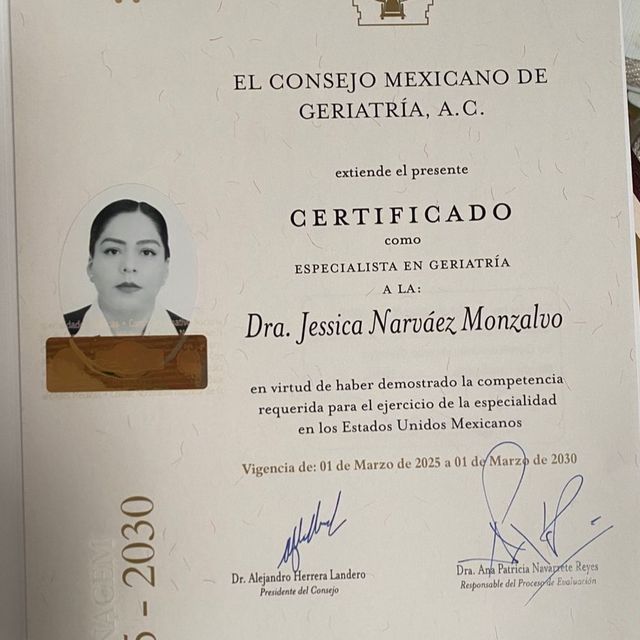 EL CONSEJO MEXICANO DE
GERIATRÍA, A.C.
extiende el presente
CERTIFICADO
como
ESPECIALISTA EN GERIATRÍA
A LA:
Dra. Jessica Narváez Monzalvo
en virtud de haber demostrado la competencia
requerida para el ejercicio de la especialidad
en los Estados Unidos Mexicanos
Vigencia de: 01 de Marzo de 2025 a 01 de Marzo de 2030
Dr. Alejandro Herrera Landero
Presidente del Consejo
Dra. Ana Patricia Navarrete Reyes
Responsable del Proceso de Evaluación
- 2030